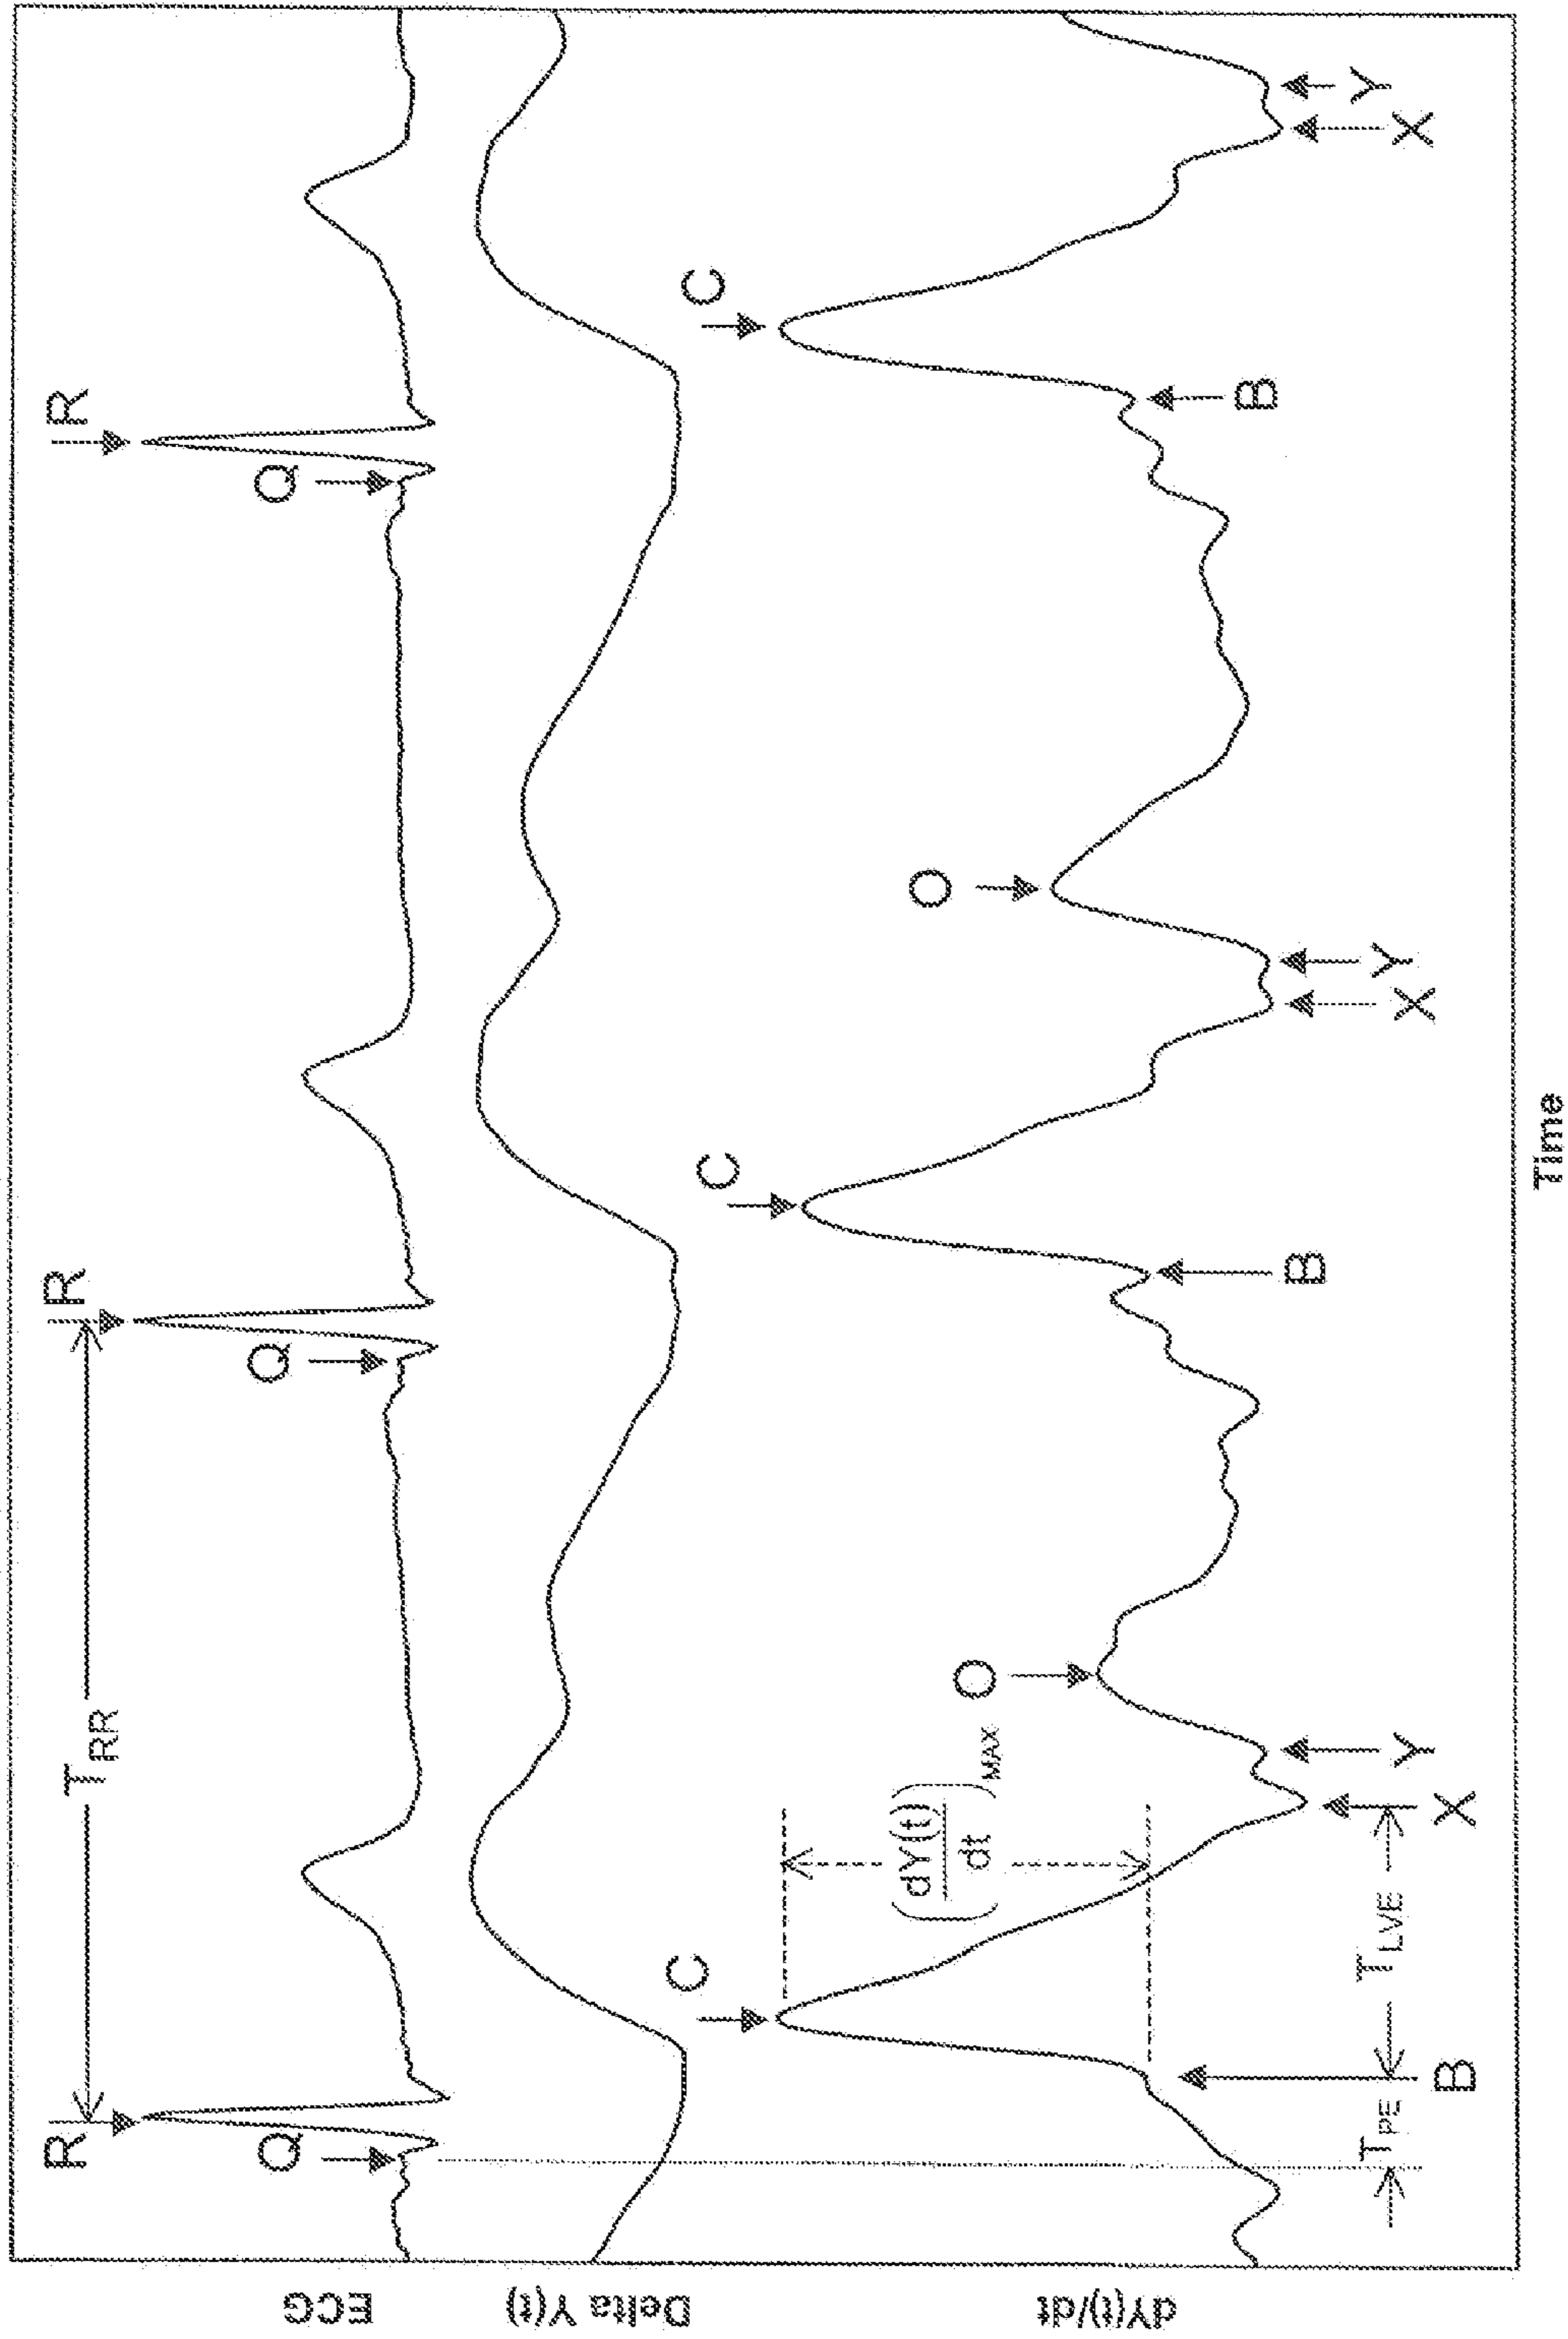 ECG
Delta Y(t)
dY(t)/dt
R
R
R
T_RR
Q
Q
Q
C
C
C
(dY(t)/dt)_MAX
O
O
B
B
B
T_PE
T_LVE
X
Y
X
Y
X
Y
Time